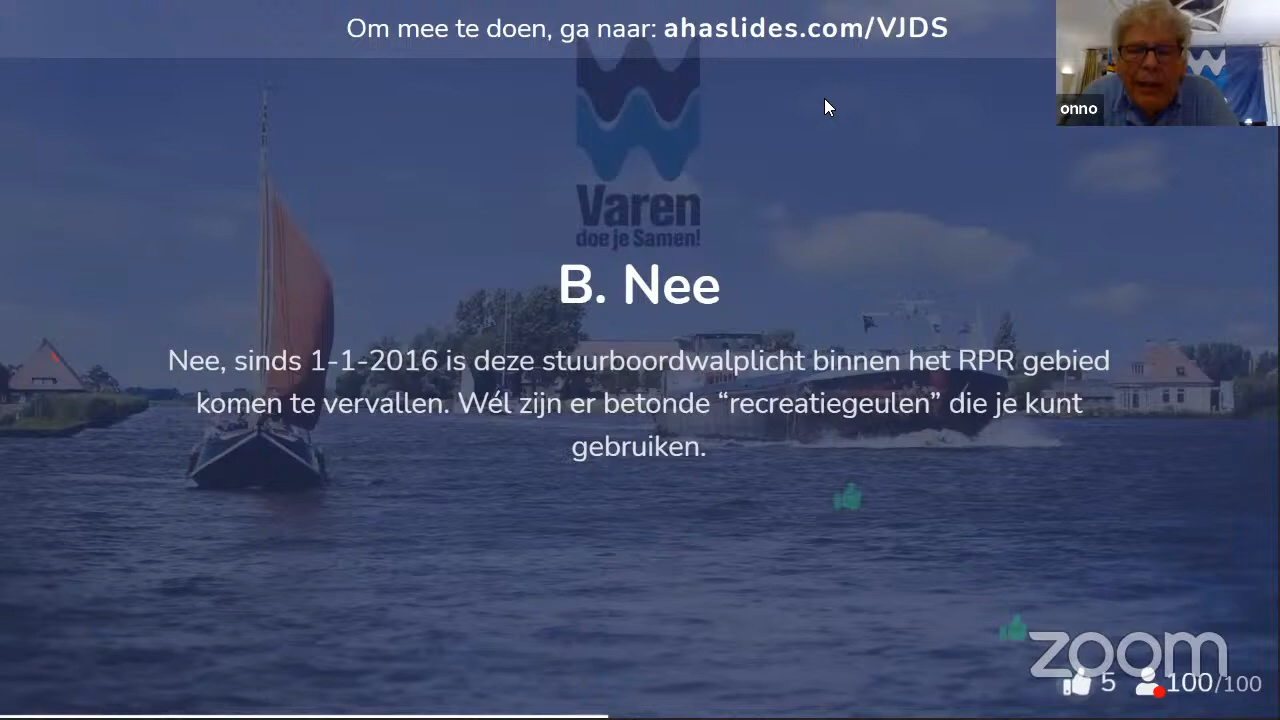 Om mee te doen, ga naar: ahaslides.com/VJDS
onno
Varen
doe je Samen!
B. Nee
Nee, sinds 1-1-2016 is deze stuurboordwalplicht binnen het RPR gebied
komen te vervallen. Wél zijn er betonde “recreatiegeulen” die je kunt
gebruiken.
zoom
5 100/100